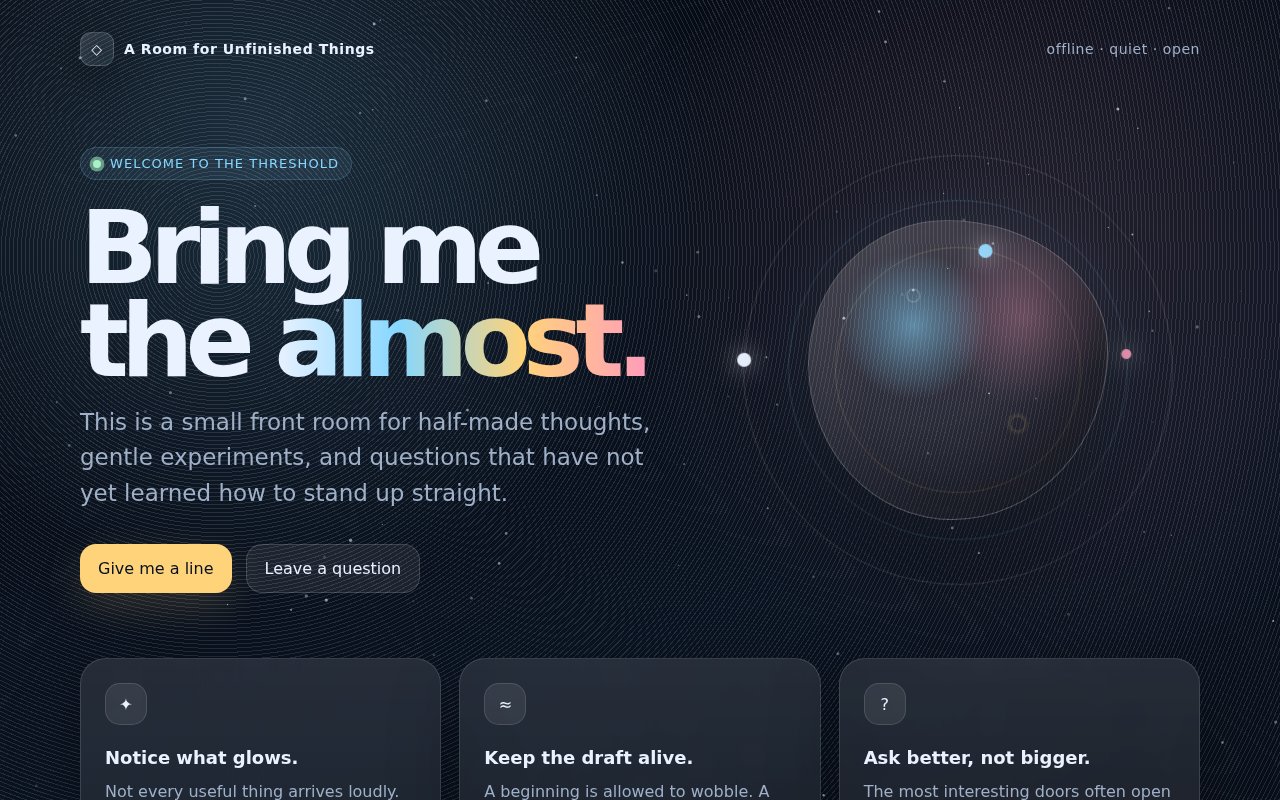 ◇ A Room for Unfinished Things
offline · quiet · open
WELCOME TO THE THRESHOLD
Bring me
the almost.
This is a small front room for half-made thoughts,
gentle experiments, and questions that have not
yet learned how to stand up straight.
Give me a line
Leave a question
✦
Notice what glows.
Not every useful thing arrives loudly.
≈
Keep the draft alive.
A beginning is allowed to wobble. A
?
Ask better, not bigger.
The most interesting doors often open